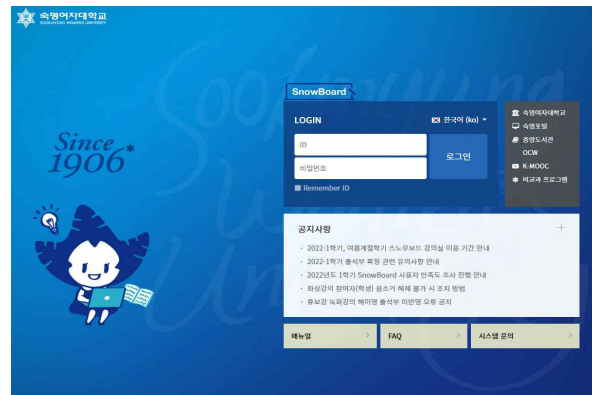 숙명여자대학교
SOOKMYUNG WOMEN'S UNIVERSITY
Sookmyung
Women's
University
Since
1906
SnowBoard
LOGIN
한국어 (ko)
ID
비밀번호
로그인
Remember ID
숙명여자대학교
숙명포털
중앙도서관
OCW
K-MOOC
비교과 프로그램
공지사항
· 2022-1학기, 여름계절학기 스노우보드 강의실 이용 기간 안내
· 2022-1학기 출석부 확정 관련 유의사항 안내
· 2022년도 1학기 SnowBoard 사용자 만족도 조사 진행 안내
· 화상강의 참여자(학생) 음소거 해제 불가 시 조치 방법
· 휴보강 녹화강의 헤이영 출석부 미반영 오류 공지
매뉴얼
FAQ
시스템 문의